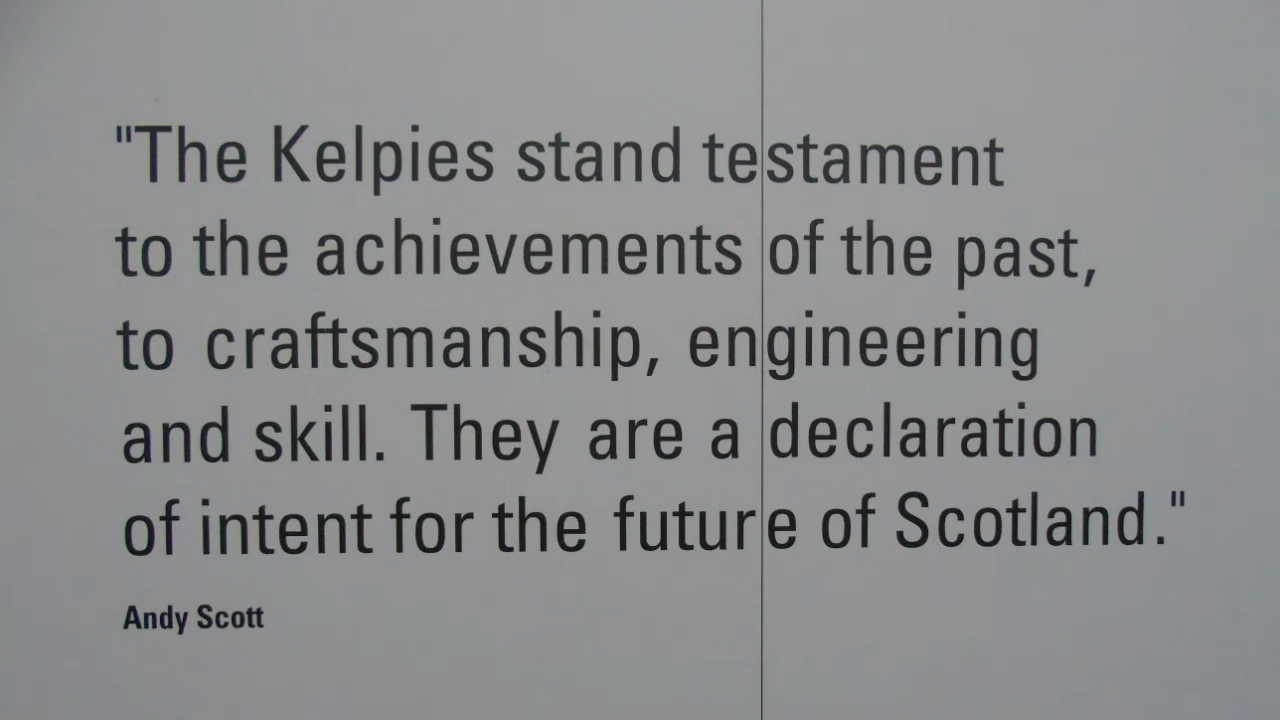 "The Kelpies stand testament
to the achievements of the past,
to craftsmanship, engineering
and skill. They are a declaration
of intent for the future of Scotland."
Andy Scott